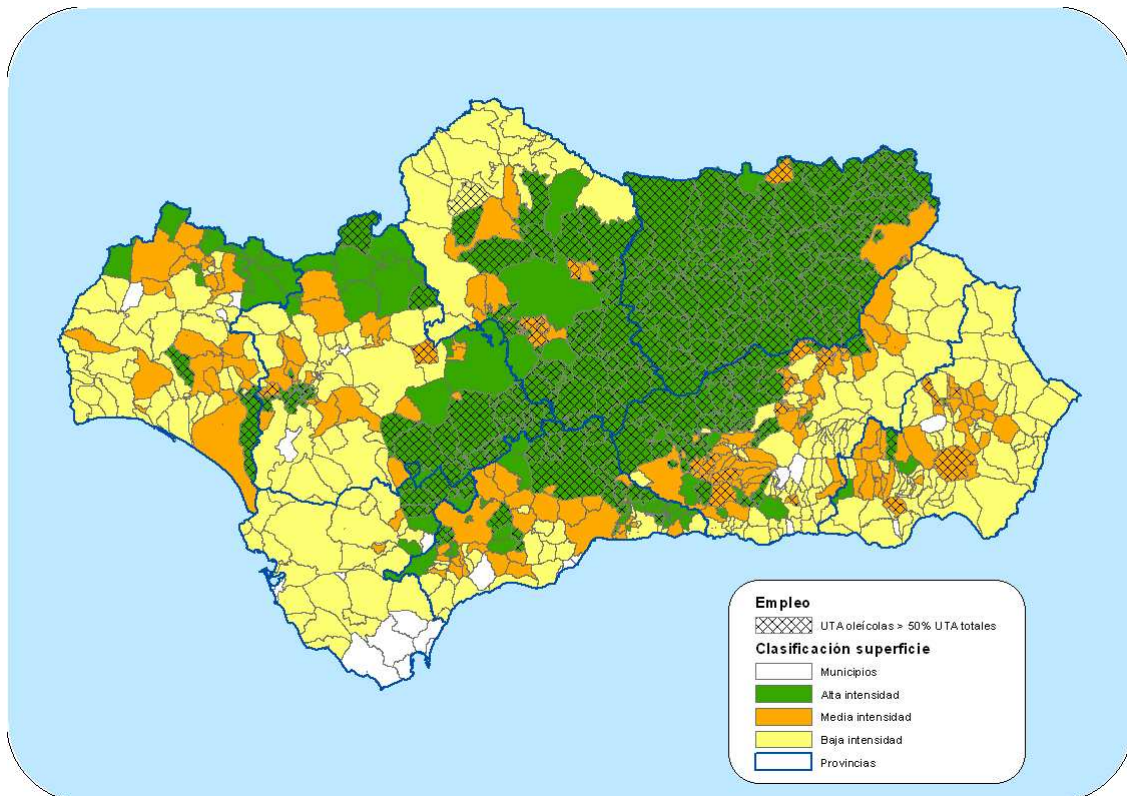 Empleo
UTA oleícolas > 50% UTA totales
Clasificación superficie
Municipios
Alta intensidad
Media intensidad
Baja intensidad
Provincias